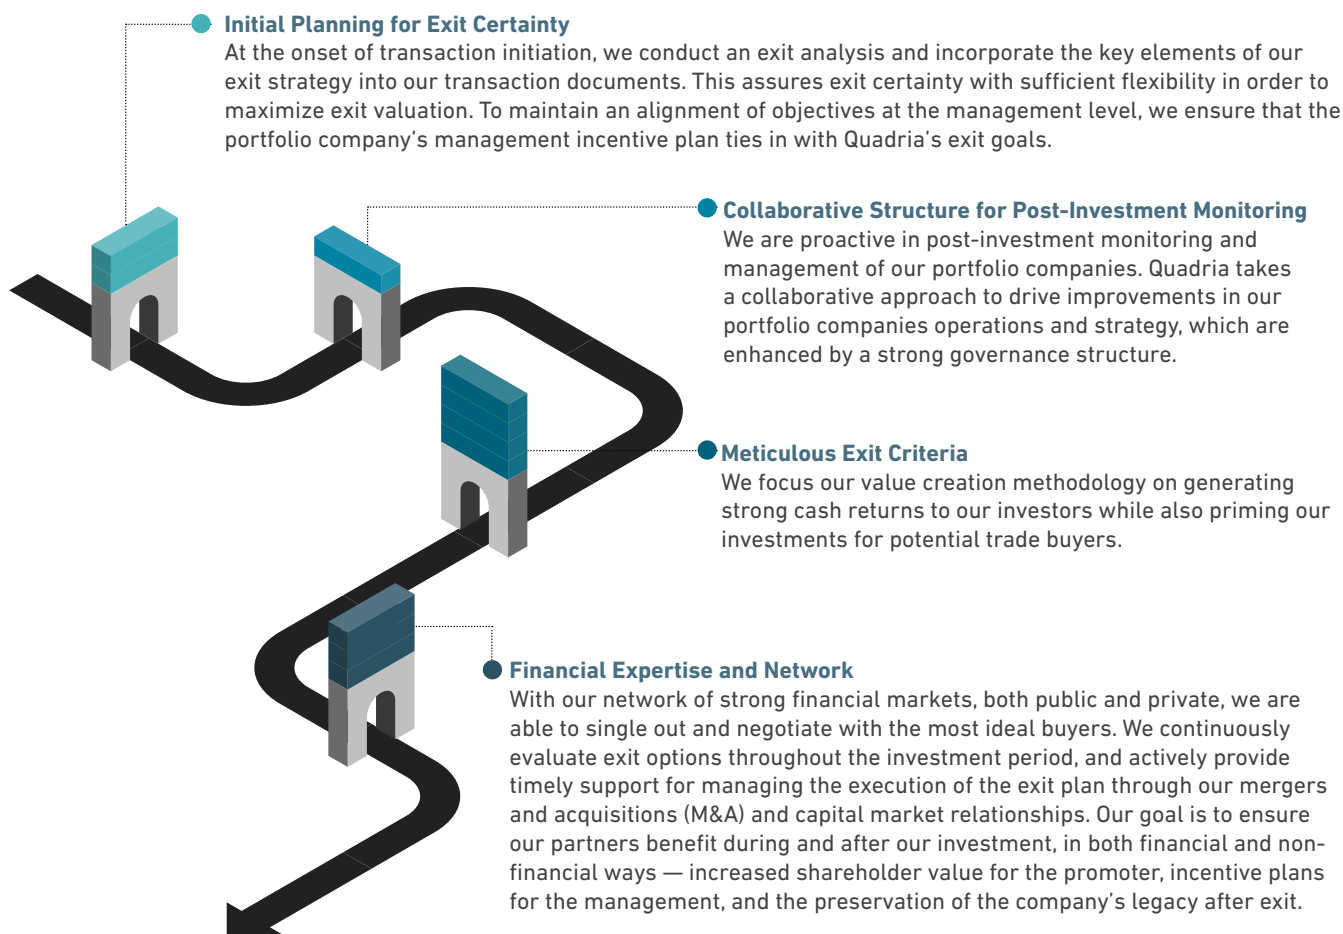 Initial Planning for Exit Certainty
At the onset of transaction initiation, we conduct an exit analysis and incorporate the key elements of our
exit strategy into our transaction documents. This assures exit certainty with sufficient flexibility in order to
maximize exit valuation. To maintain an alignment of objectives at the management level, we ensure that the
portfolio company’s management incentive plan ties in with Quadria’s exit goals.
Collaborative Structure for Post-Investment Monitoring
We are proactive in post-investment monitoring and
management of our portfolio companies. Quadria takes
a collaborative approach to drive improvements in our
portfolio companies operations and strategy, which are
enhanced by a strong governance structure.
Meticulous Exit Criteria
We focus our value creation methodology on generating
strong cash returns to our investors while also priming our
investments for potential trade buyers.
Financial Expertise and Network
With our network of strong financial markets, both public and private, we are
able to single out and negotiate with the most ideal buyers. We continuously
evaluate exit options throughout the investment period, and actively provide
timely support for managing the execution of the exit plan through our mergers
and acquisitions (M&A) and capital market relationships. Our goal is to ensure
our partners benefit during and after our investment, in both financial and non-
financial ways — increased shareholder value for the promoter, incentive plans
for the management, and the preservation of the company’s legacy after exit.